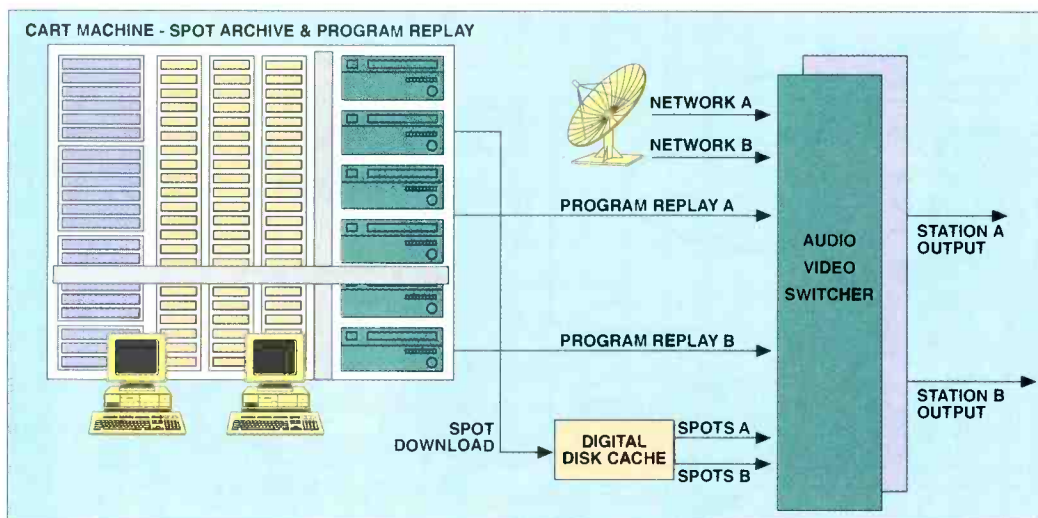 CART MACHINE - SPOT ARCHIVE & PROGRAM REPLAY
NETWORK A
NETWORK B
PROGRAM REPLAY A
AUDIO
VIDEO
SWITCHER
STATION A
OUTPUT
PROGRAM REPLAY B
STATION B
OUTPUT
SPOT
DOWNLOAD
DIGITAL
DISK CACHE
SPOTS A
SPOTS B